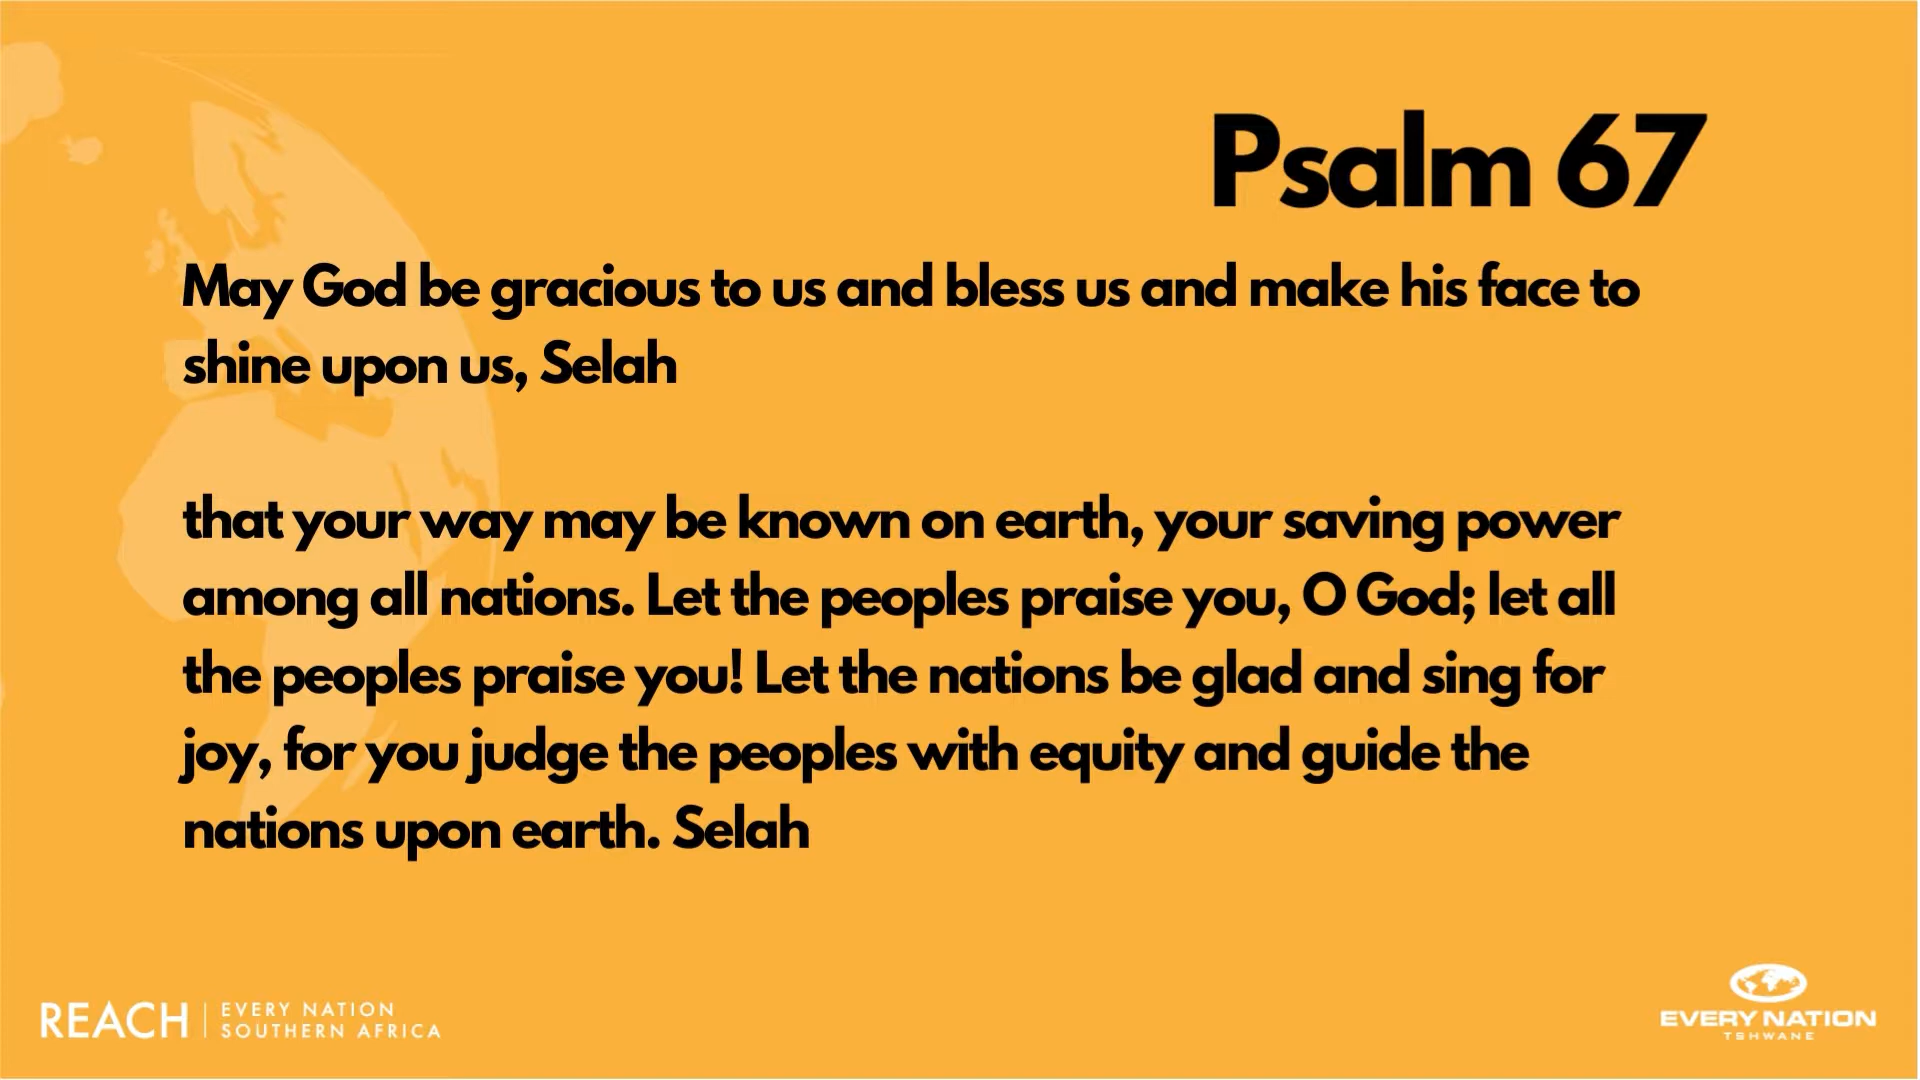 Psalm 67
May God be gracious to us and bless us and make his face to
shine upon us, Selah
that your way may be known on earth, your saving power
among all nations. Let the peoples praise you, O God; let all
the peoples praise you! Let the nations be glad and sing for
joy, for you judge the peoples with equity and guide the
nations upon earth. Selah
REACH
EVERY NATION
SOUTHERN AFRICA
EVERY NATION
TSHWANE